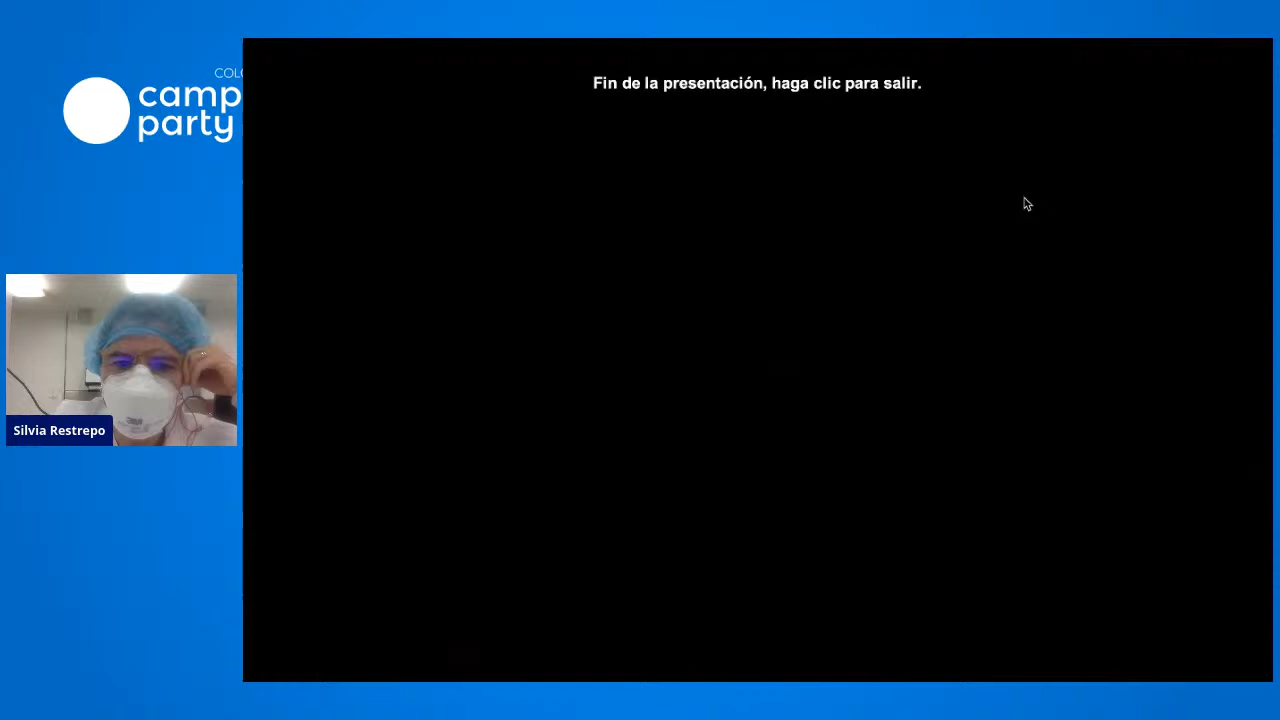 COLO
camp
party
Fin de la presentación, haga clic para salir.
Silvia Restrepo